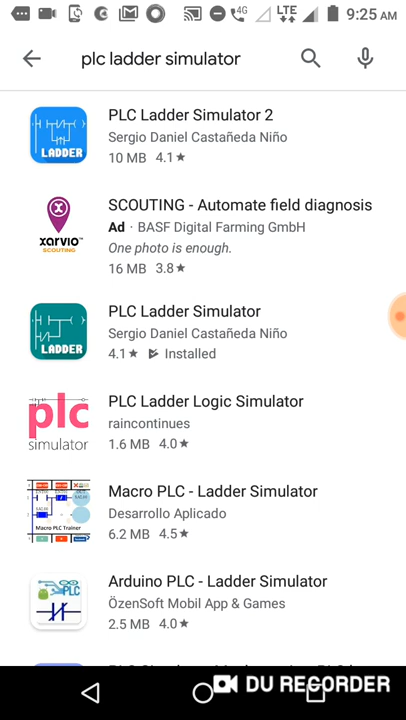 4G LTE 9:25 AM
plc ladder simulator
LADDER
PLC Ladder Simulator 2
Sergio Daniel Castañeda Niño
10 MB 4.1★
xarvio™
SCOUTING
SCOUTING - Automate field diagnosis
Ad · BASF Digital Farming GmbH
One photo is enough.
16 MB 3.8★
LADDER
PLC Ladder Simulator
Sergio Daniel Castañeda Niño
4.1★ Installed
plc
simulator
PLC Ladder Logic Simulator
raincontinues
1.6 MB 4.0★
Macro PLC Trainer
Macro PLC - Ladder Simulator
Desarrollo Aplicado
6.2 MB 4.5★
PLC
Arduino PLC - Ladder Simulator
ÖzenSoft Mobil App & Games
2.5 MB 4.0★
DU RECORDER